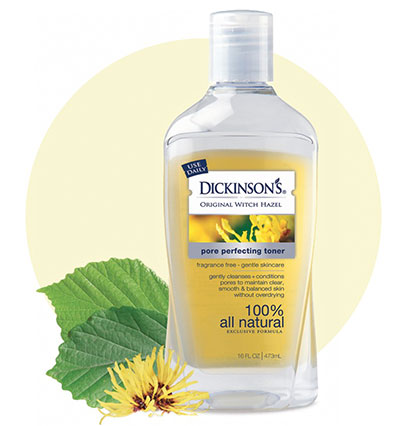 USE
DAILY
DICKINSON'S®
ORIGINAL WITCH HAZEL
pore perfecting toner
fragrance free • gentle skincare
gently cleanses + conditions
pores to maintain clear,
smooth & balanced skin
without overdrying
100%
all natural
EXCLUSIVE FORMULA
16 FL OZ | 473mL